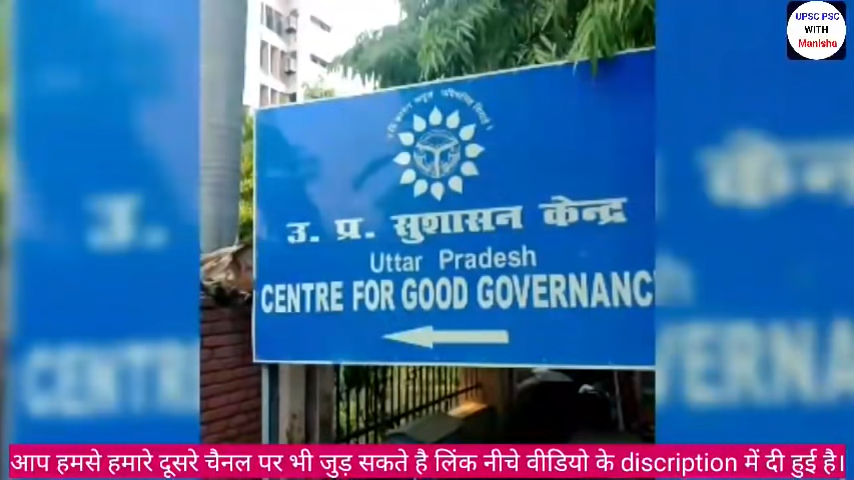 UPSC PSC
WITH
Manisha
उ. प्र. सुशासन केन्द्र
Uttar Pradesh
CENTRE FOR GOOD GOVERNANC
आप हमसे हमारे दूसरे चैनल पर भी जुड़ सकते है लिंक नीचे वीडियो के discription में दी हुई है।